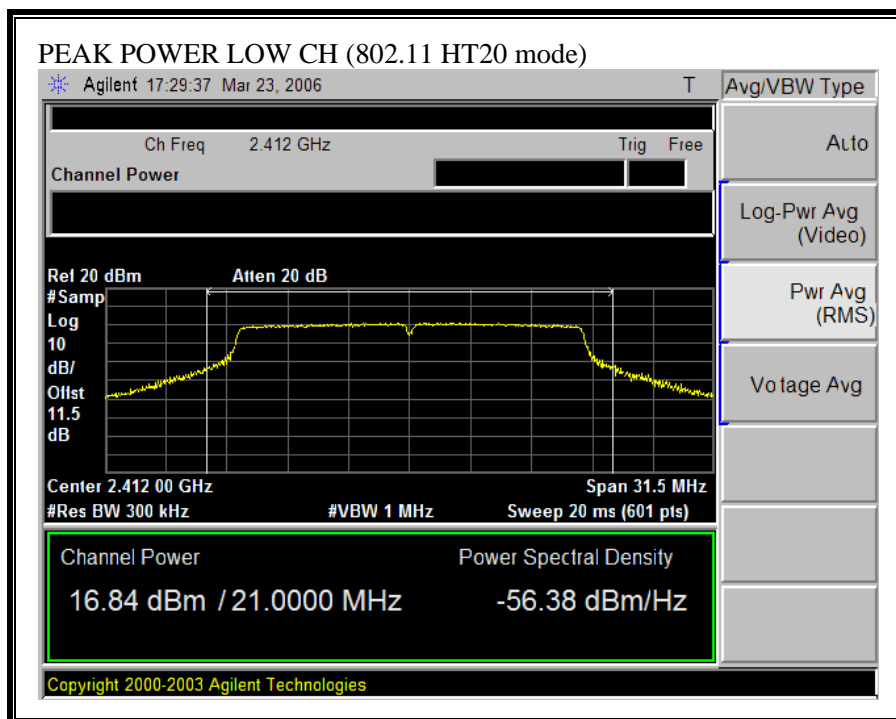 PEAK POWER LOW CH (802.11 HT20 mode)
Agilent 17:29:37 Mar 23, 2006 T
Avg/VBW Type
Ch Freq 2.412 GHz Trig Free
Channel Power
Auto
Log-Pwr Avg
(Video)
Pwr Avg
(RMS)
Voltage Avg
Ref 20 dBm Atten 20 dB
#Samp
Log
10
dB/
Offst
11.5
dB
Center 2.412 00 GHz Span 31.5 MHz
#Res BW 300 kHz #VBW 1 MHz Sweep 20 ms (601 pts)
Channel Power Power Spectral Density
16.84 dBm / 21.0000 MHz -56.38 dBm/Hz
Copyright 2000-2003 Agilent Technologies